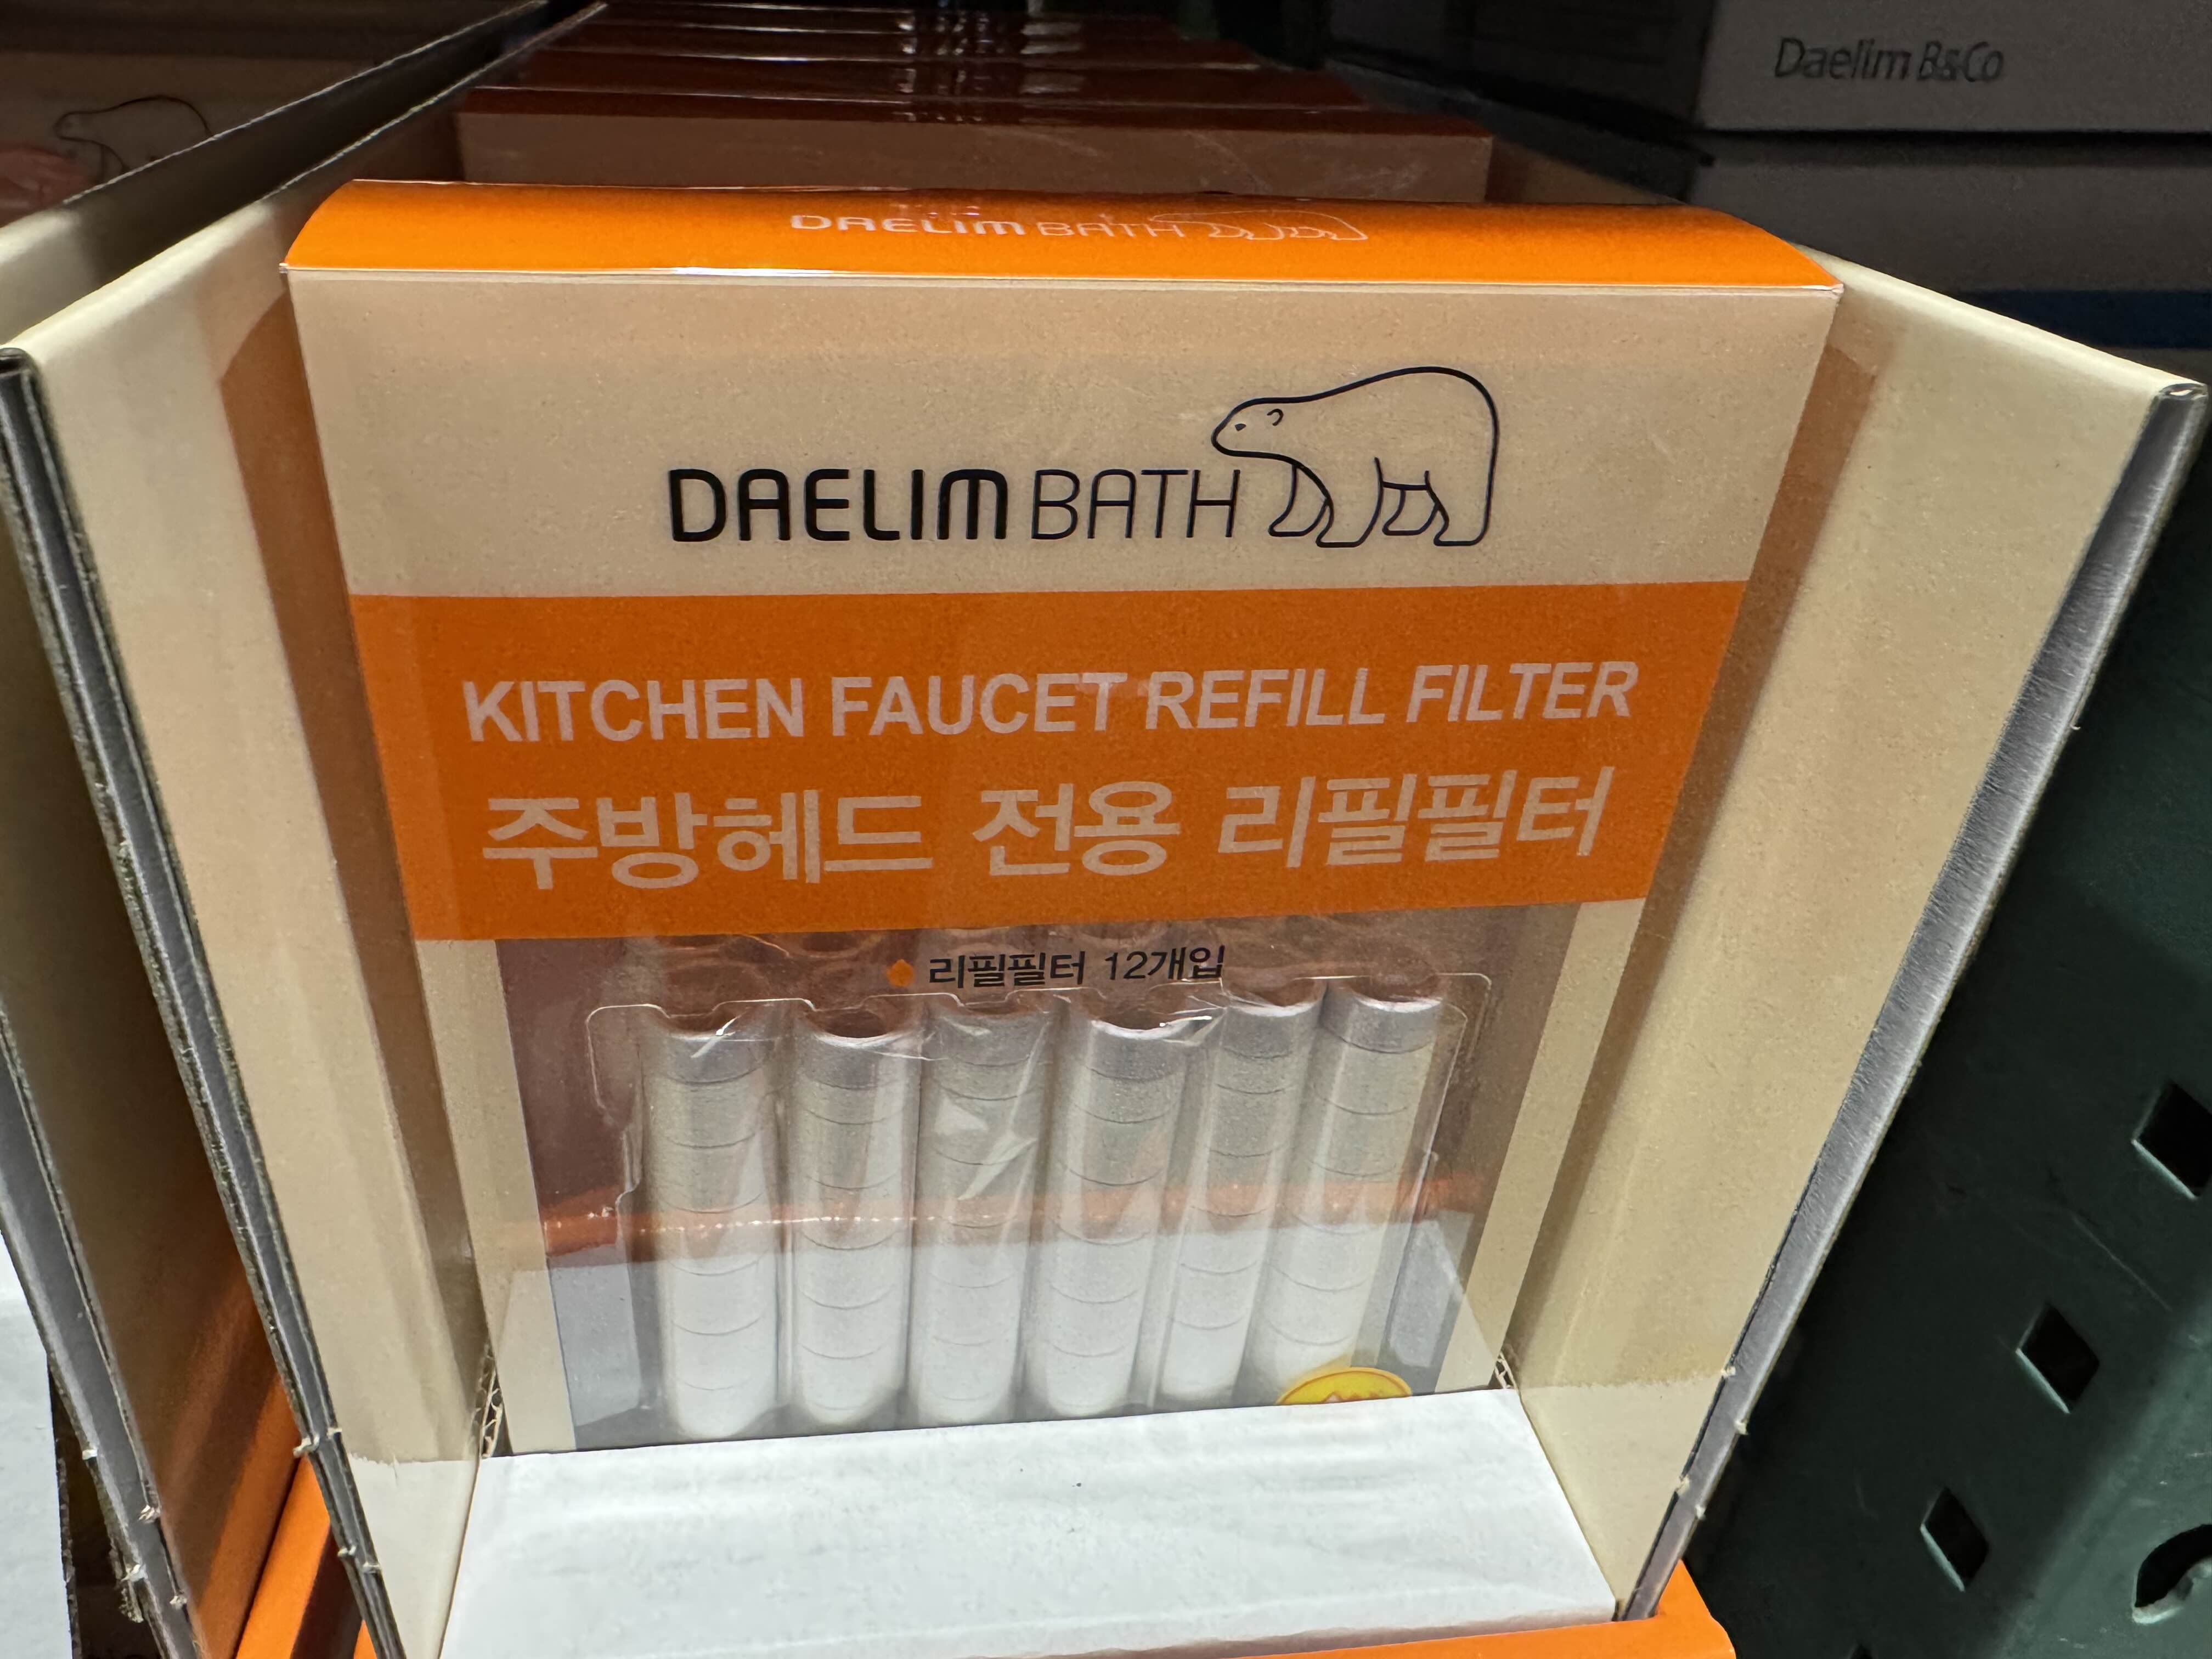 Daelim B&Co
DAELIM BATH
DAELIM BATH
KITCHEN FAUCET REFILL FILTER
주방헤드 전용 리필필터
리필필터 12개입